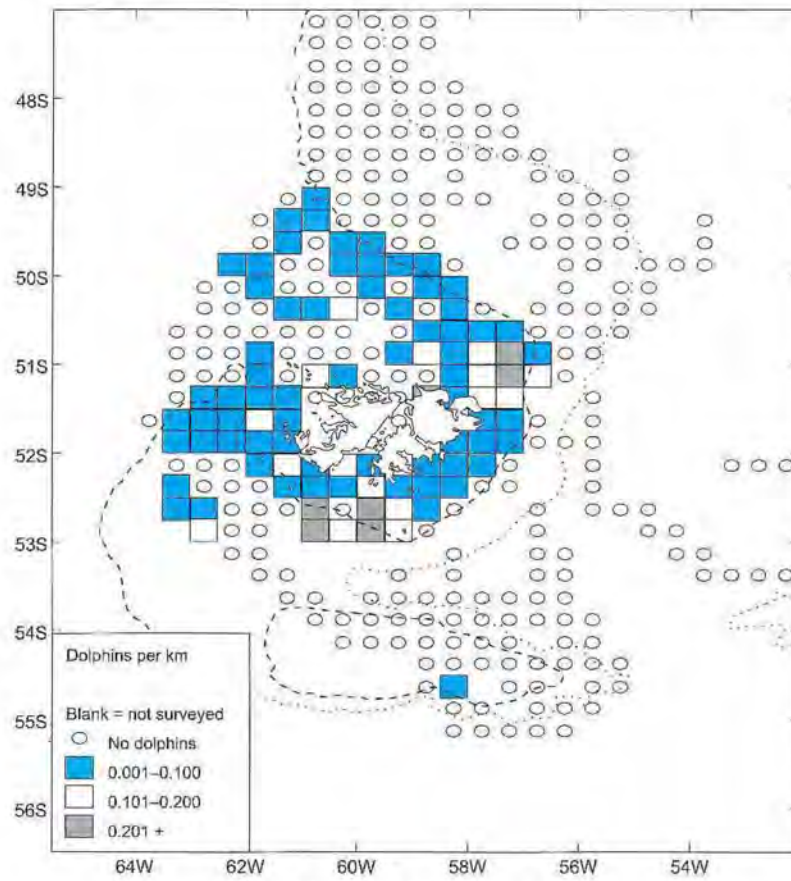 48S
49S
50S
51S
52S
53S
54S
55S
56S
Dolphins per km
Blank = not surveyed
No dolphins
0.001–0.100
0.101–0.200
0.201 +
64W 62W 60W 58W 56W 54W